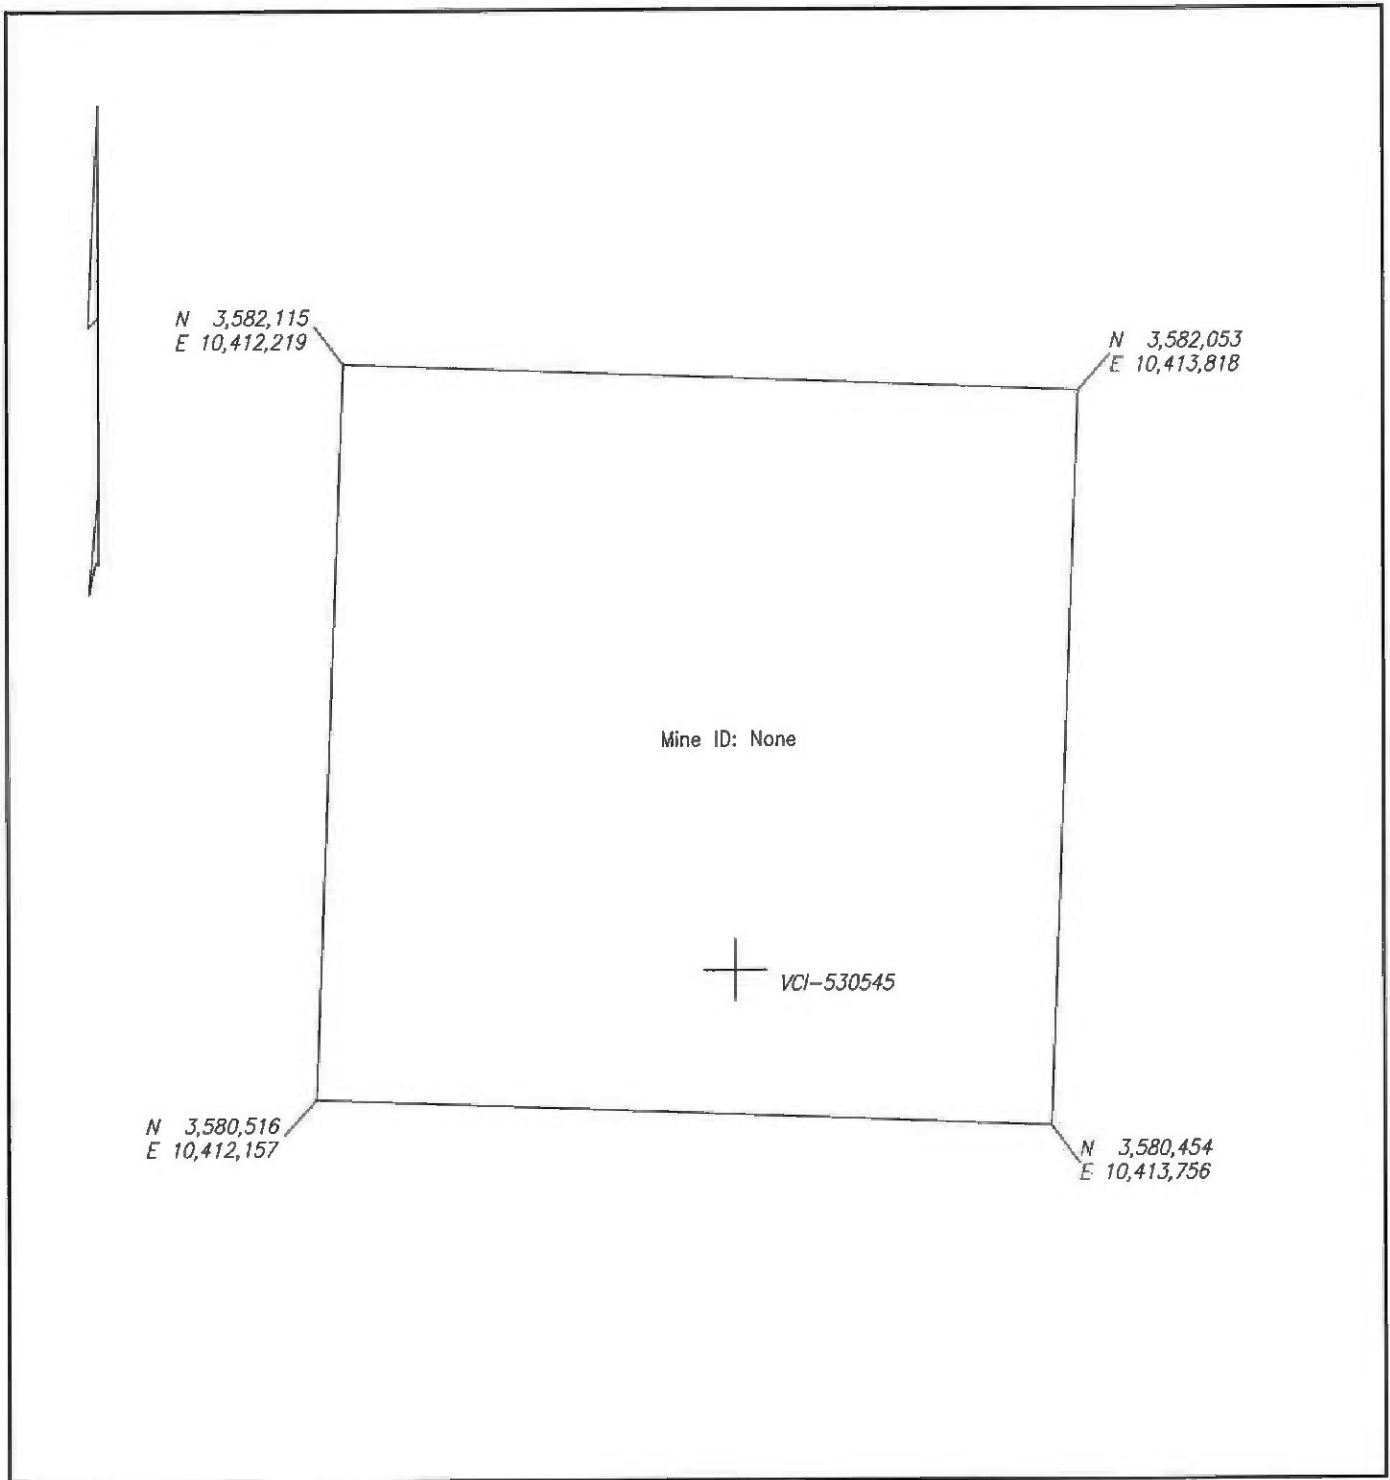 N 3,582,115
E 10,412,219
N 3,582,053
E 10,413,818
Mine ID: None
VCI-530545
N 3,580,516
E 10,412,157
N 3,580,454
E 10,413,756